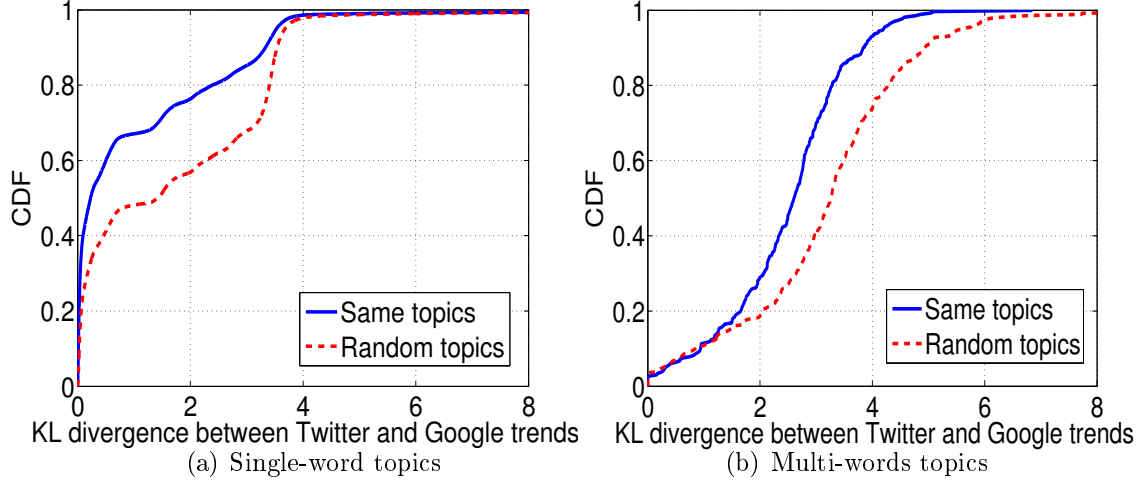 1
0.8
0.6
0.4
0.2
0
CDF
Same topics
Random topics
0 2 4 6 8
KL divergence between Twitter and Google trends
(a) Single-word topics
1
0.8
0.6
0.4
0.2
0
CDF
Same topics
Random topics
0 2 4 6 8
KL divergence between Twitter and Google trends
(b) Multi-words topics